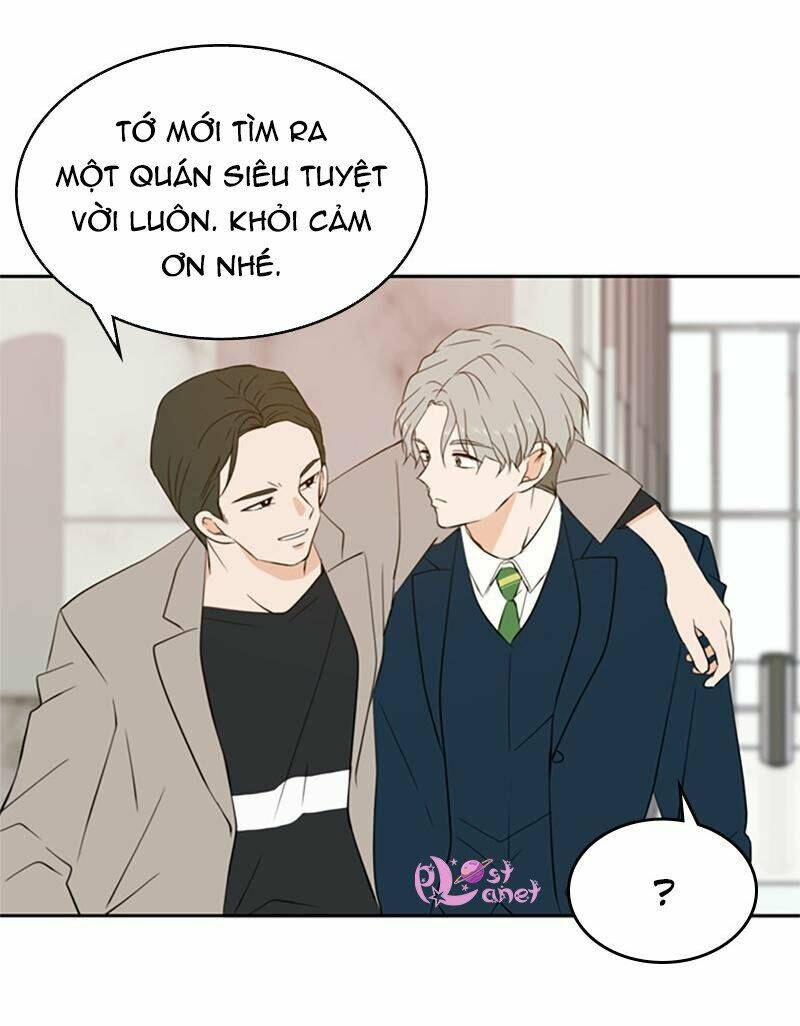 TỚ MỚI TÌM RA
MỘT QUÁN SIÊU TUYỆT
VỜI LUÔN. KHỎI CẢM
ƠN NHÉ.
?
Lost
Planet